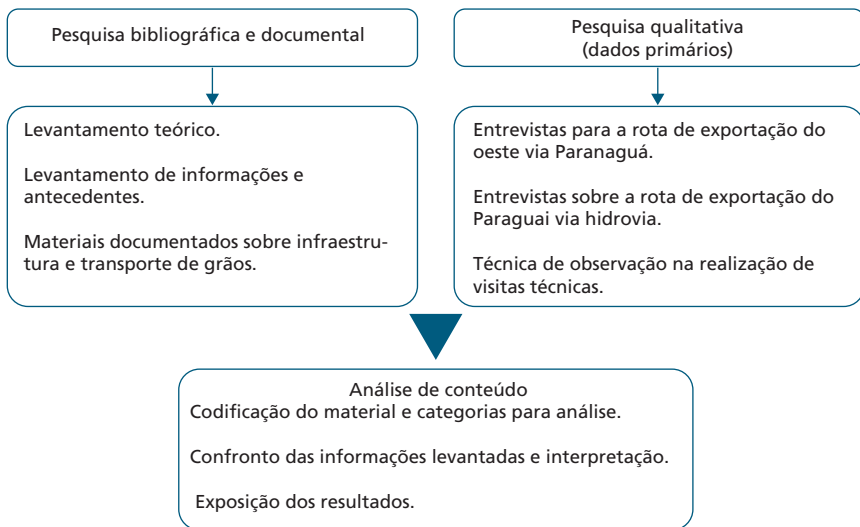 Pesquisa bibliográfica e documental
Pesquisa qualitativa
(dados primários)
Levantamento teórico.
Levantamento de informações e
antecedentes.
Materiais documentados sobre infraestru-
tura e transporte de grãos.
Entrevistas para a rota de exportação do
oeste via Paranaguá.
Entrevistas sobre a rota de exportação do
Paraguai via hidrovia.
Técnica de observação na realização de
visitas técnicas.
Análise de conteúdo
Codificação do material e categorias para análise.
Confronto das informações levantadas e interpretação.
Exposição dos resultados.